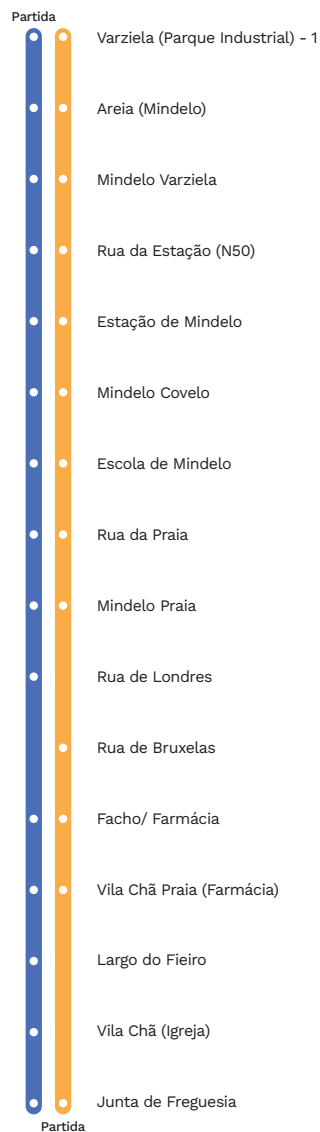 Partida
Varziela (Parque Industrial) - 1
Areia (Mindelo)
Mindelo Varziela
Rua da Estação (N50)
Estação de Mindelo
Mindelo Covelo
Escola de Mindelo
Rua da Praia
Mindelo Praia
Rua de Londres
Rua de Bruxelas
Facho/ Farmácia
Vila Chã Praia (Farmácia)
Largo do Fieiro
Vila Chã (Igreja)
Junta de Freguesia
Partida